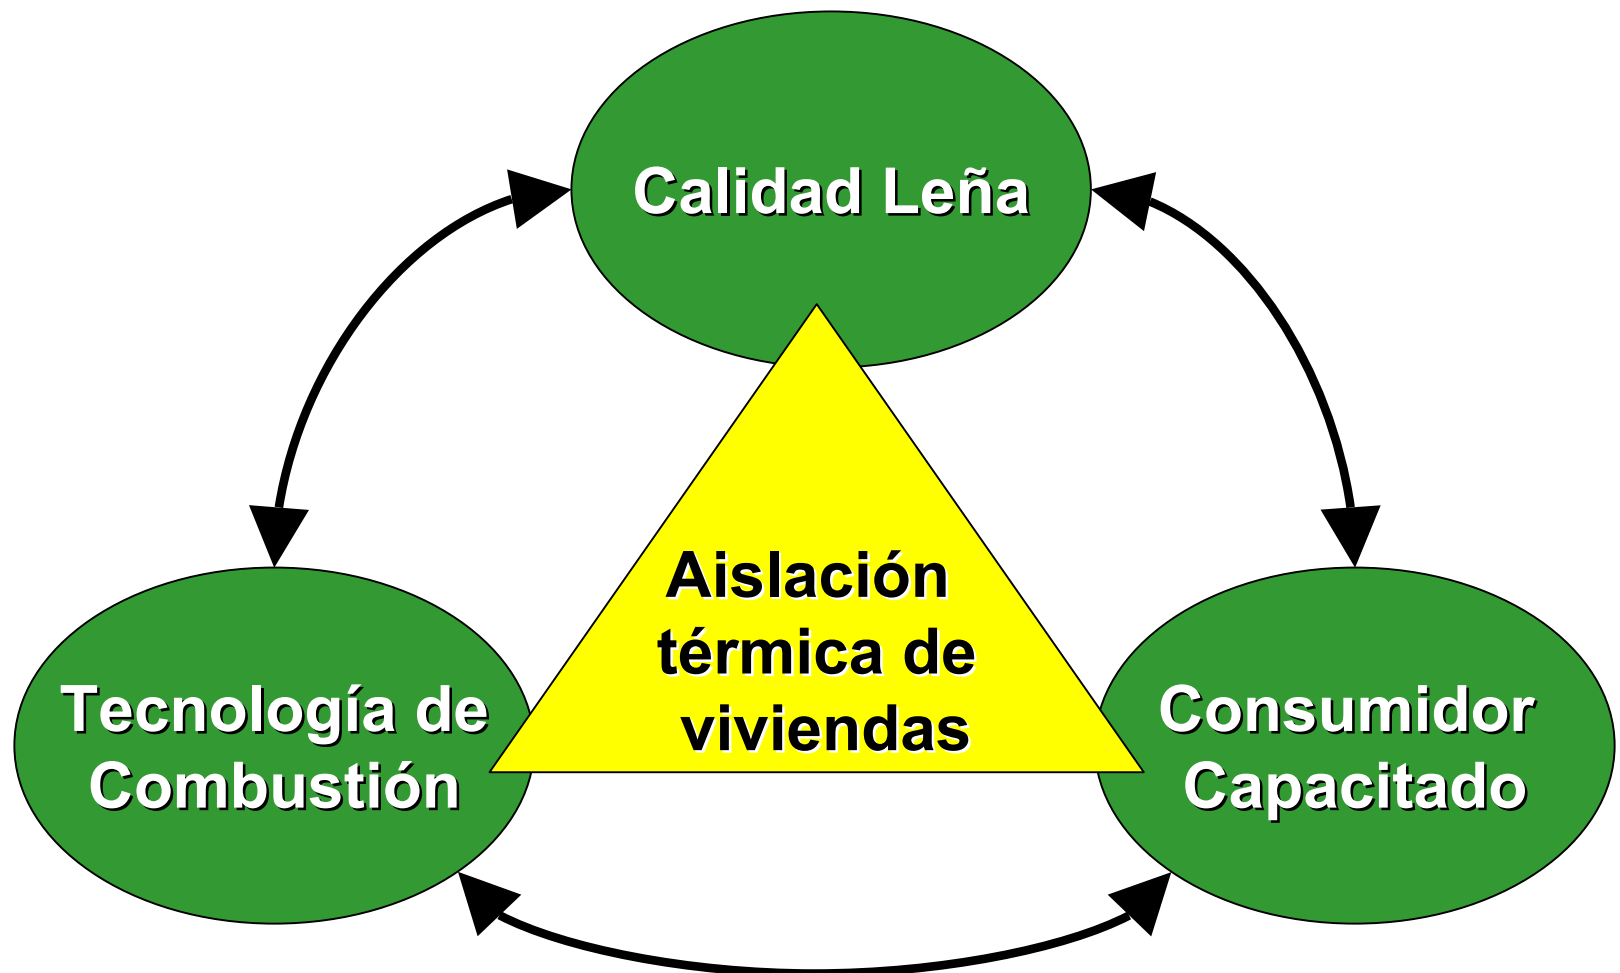 Calidad Leña
Aislación
térmica de
viviendas
Tecnología de
Combustión
Consumidor
Capacitado